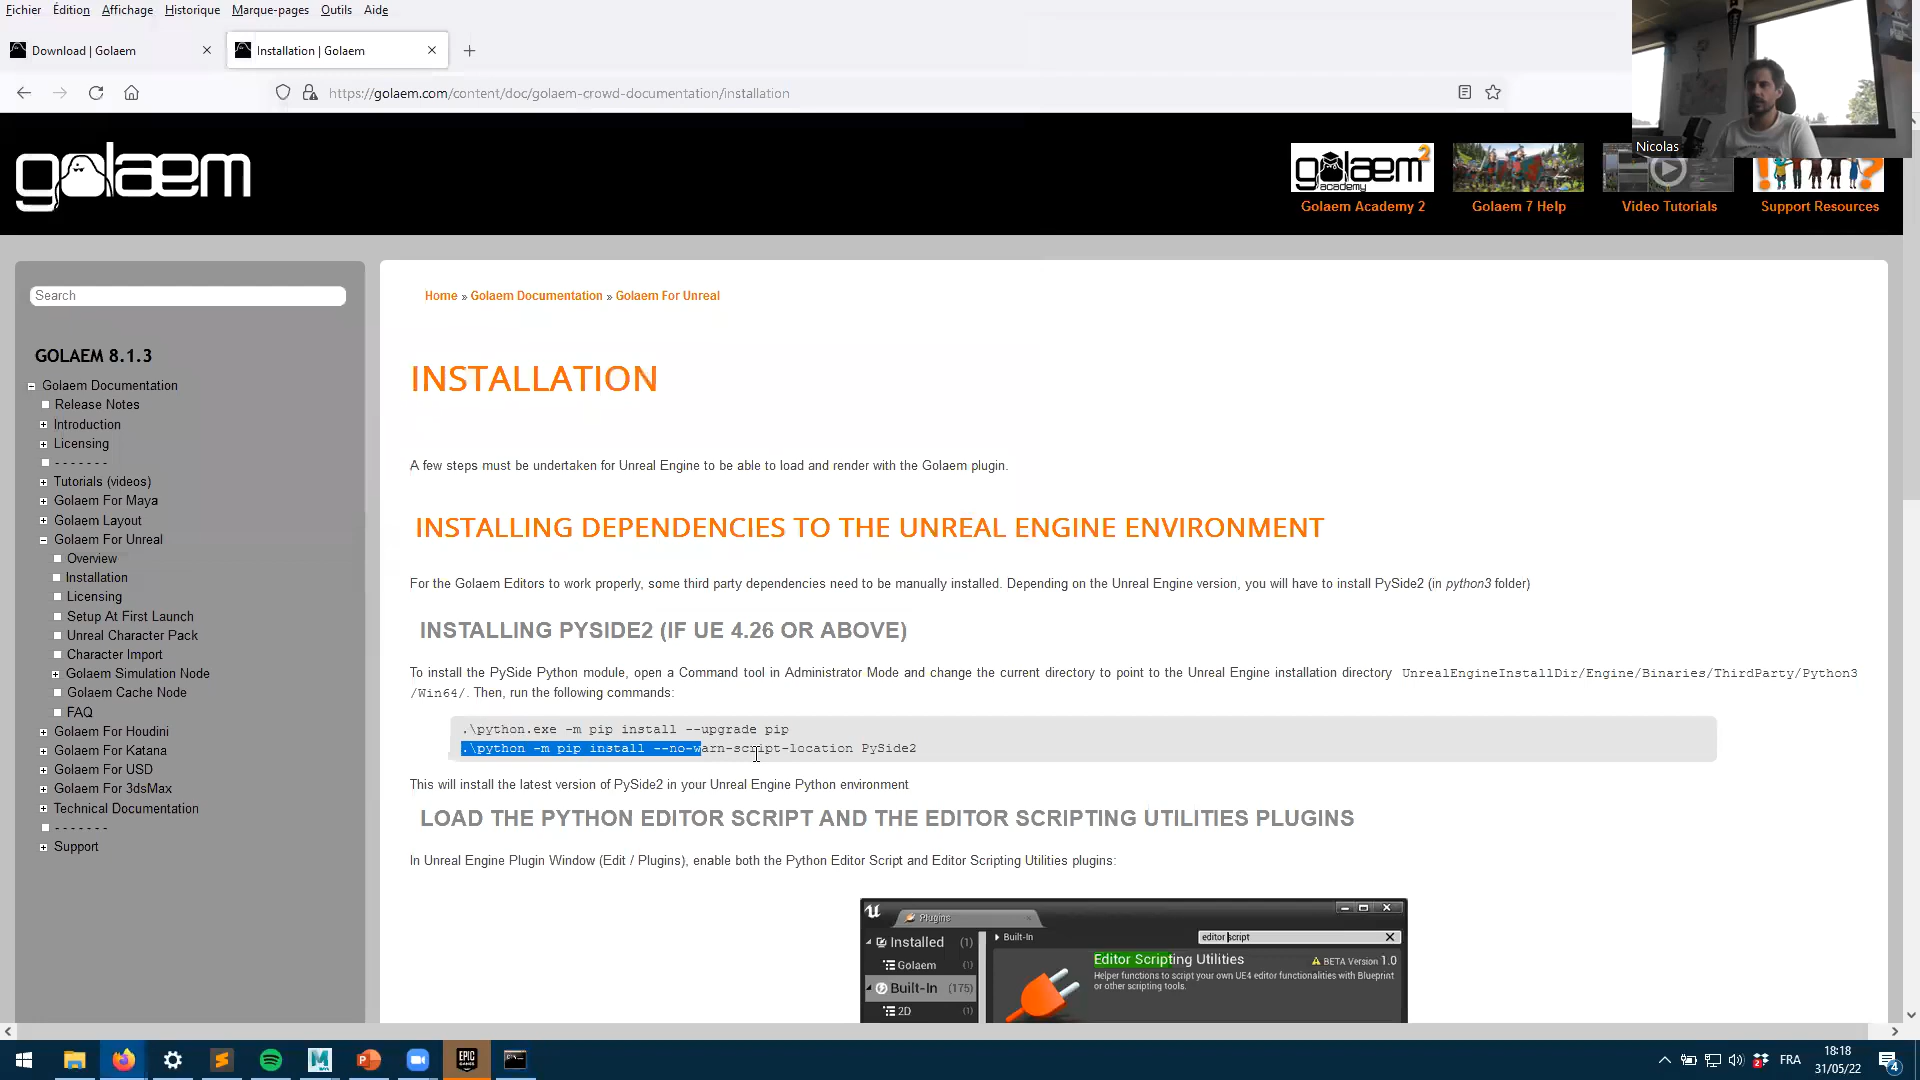 Fichier Édition Affichage Historique Marque-pages Outils Aide
Download | Golaem
Installation | Golaem
https://golaem.com/content/doc/golaem-crowd-documentation/installation
Nicolas
golaem
golaem 2
academy
Golaem Academy 2
Golaem 7 Help
Video Tutorials
Support Resources
Search
GOLAEM 8.1.3
Golaem Documentation
Release Notes
Introduction
Licensing
- - - - - - -
Tutorials (videos)
Golaem For Maya
Golaem Layout
Golaem For Unreal
Overview
Installation
Licensing
Setup At First Launch
Unreal Character Pack
Character Import
Golaem Simulation Node
Golaem Cache Node
FAQ
Golaem For Houdini
Golaem For Katana
Golaem For USD
Golaem For 3dsMax
Technical Documentation
- - - - - - -
Support
Home » Golaem Documentation » Golaem For Unreal
INSTALLATION
A few steps must be undertaken for Unreal Engine to be able to load and render with the Golaem plugin.
INSTALLING DEPENDENCIES TO THE UNREAL ENGINE ENVIRONMENT
For the Golaem Editors to work properly, some third party dependencies need to be manually installed. Depending on the Unreal Engine version, you will have to install PySide2 (in python3 folder)
INSTALLING PYSIDE2 (IF UE 4.26 OR ABOVE)
To install the PySide Python module, open a Command tool in Administrator Mode and change the current directory to point to the Unreal Engine installation directory UnrealEngineInstallDir/Engine/Binaries/ThirdParty/Python3
/Win64/. Then, run the following commands:
.\python.exe -m pip install --upgrade pip
.\python -m pip install --no-warn-script-location PySide2
This will install the latest version of PySide2 in your Unreal Engine Python environment
LOAD THE PYTHON EDITOR SCRIPT AND THE EDITOR SCRIPTING UTILITIES PLUGINS
In Unreal Engine Plugin Window (Edit / Plugins), enable both the Python Editor Script and Editor Scripting Utilities plugins:
Plugins
Installed (1)
Golaem (1)
Built-In (175)
2D (1)
Built-In
editor script
Editor Scripting Utilities
BETA Version 1.0
Helper functions to script your own UE4 editor functionalities with Blueprint
or other scripting tools.
EPIC
GAMES
FRA
18:18
31/05/22
4